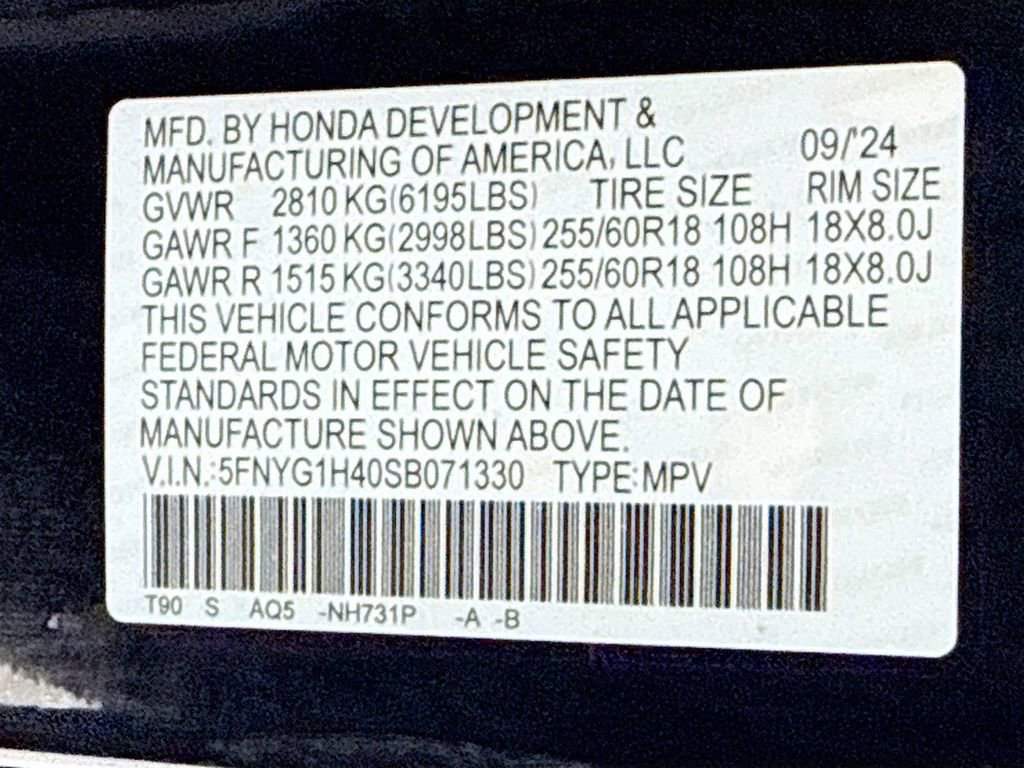 MFD. BY HONDA DEVELOPMENT &
MANUFACTURING OF AMERICA, LLC 09/'24
GVWR 2810 KG(6195LBS) TIRE SIZE RIM SIZE
GAWR F 1360 KG(2998LBS) 255/60R18 108H 18X8.0J
GAWR R 1515 KG(3340LBS) 255/60R18 108H 18X8.0J
THIS VEHICLE CONFORMS TO ALL APPLICABLE
FEDERAL MOTOR VEHICLE SAFETY
STANDARDS IN EFFECT ON THE DATE OF
MANUFACTURE SHOWN ABOVE.
V.I.N.:5FNYG1H40SB071330 TYPE:MPV
T90 S AQ5 -NH731P -A -B